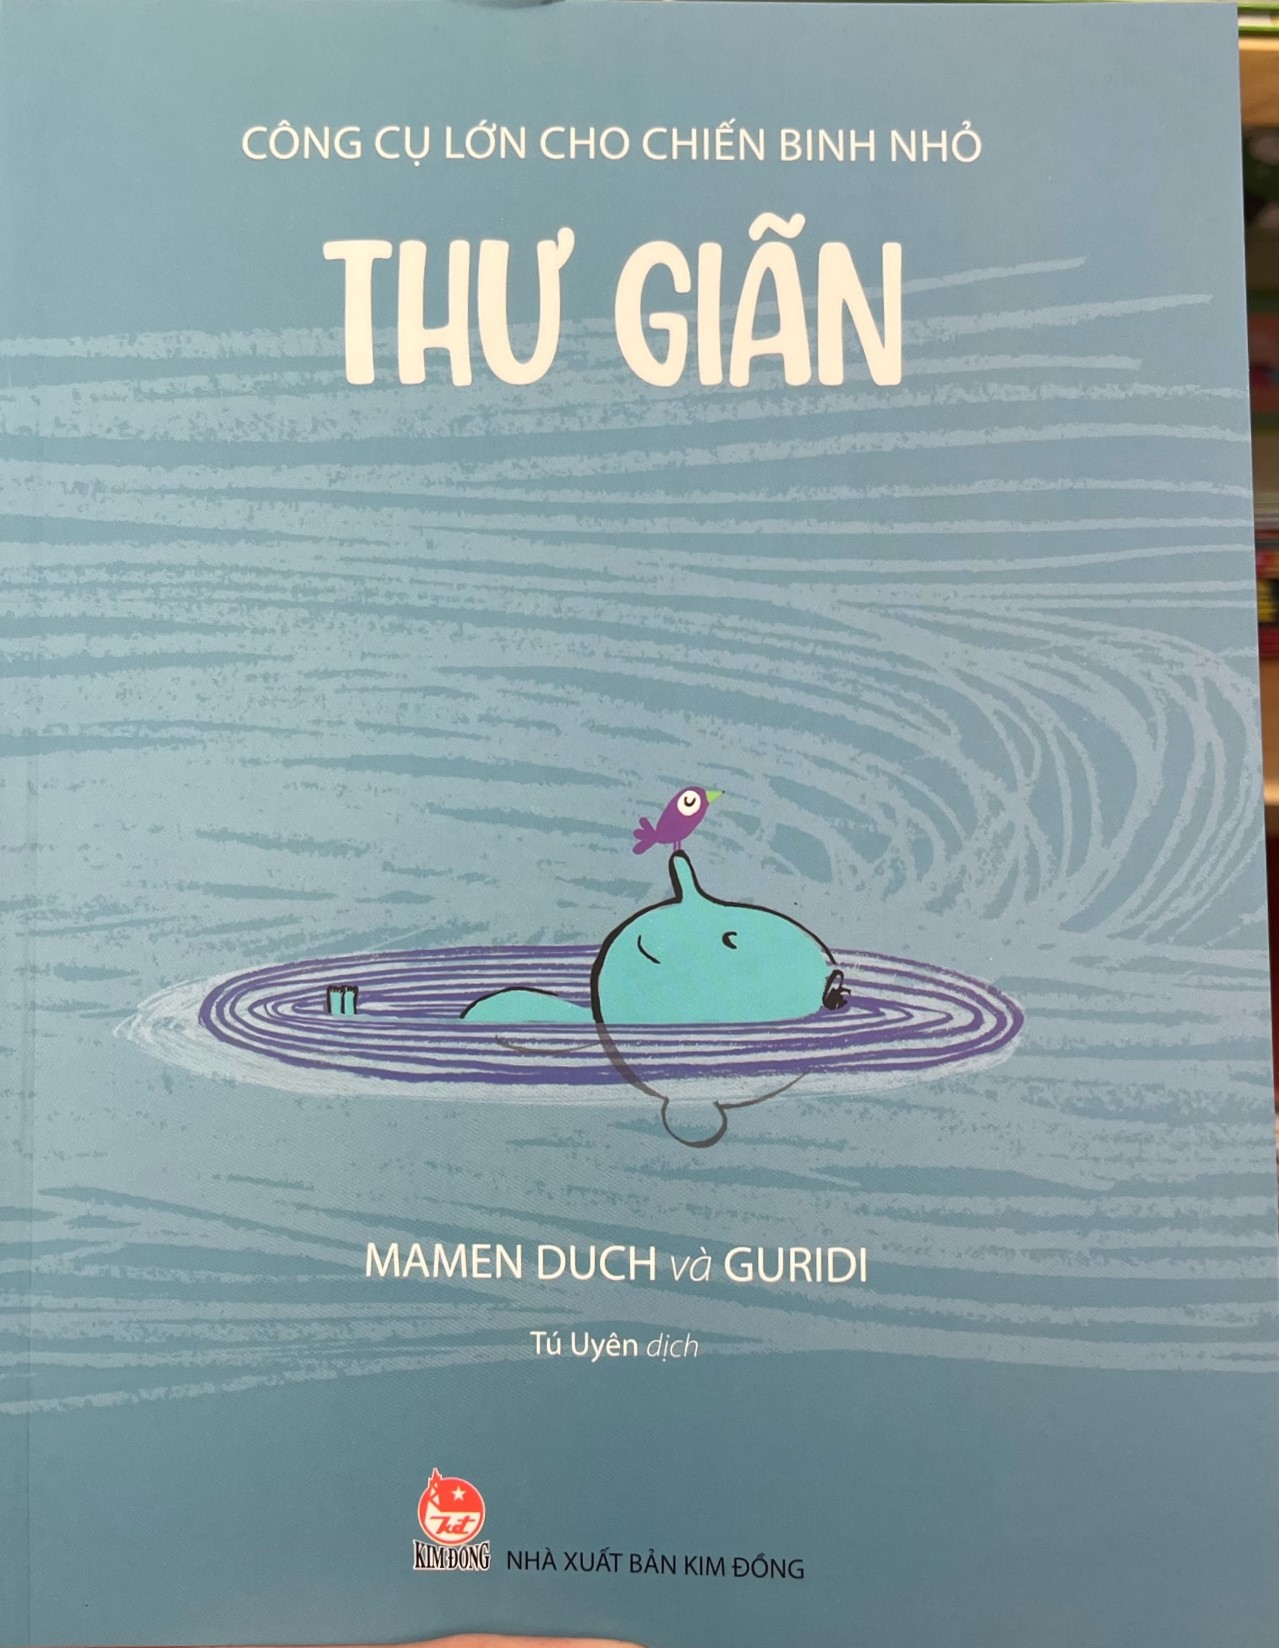 CÔNG CỤ LỚN CHO CHIẾN BINH NHỎ
THƯ GIÃN
MAMEN DUCH và GURIDI
Tú Uyên dịch
KIM ĐỒNG
NHÀ XUẤT BẢN KIM ĐỒNG